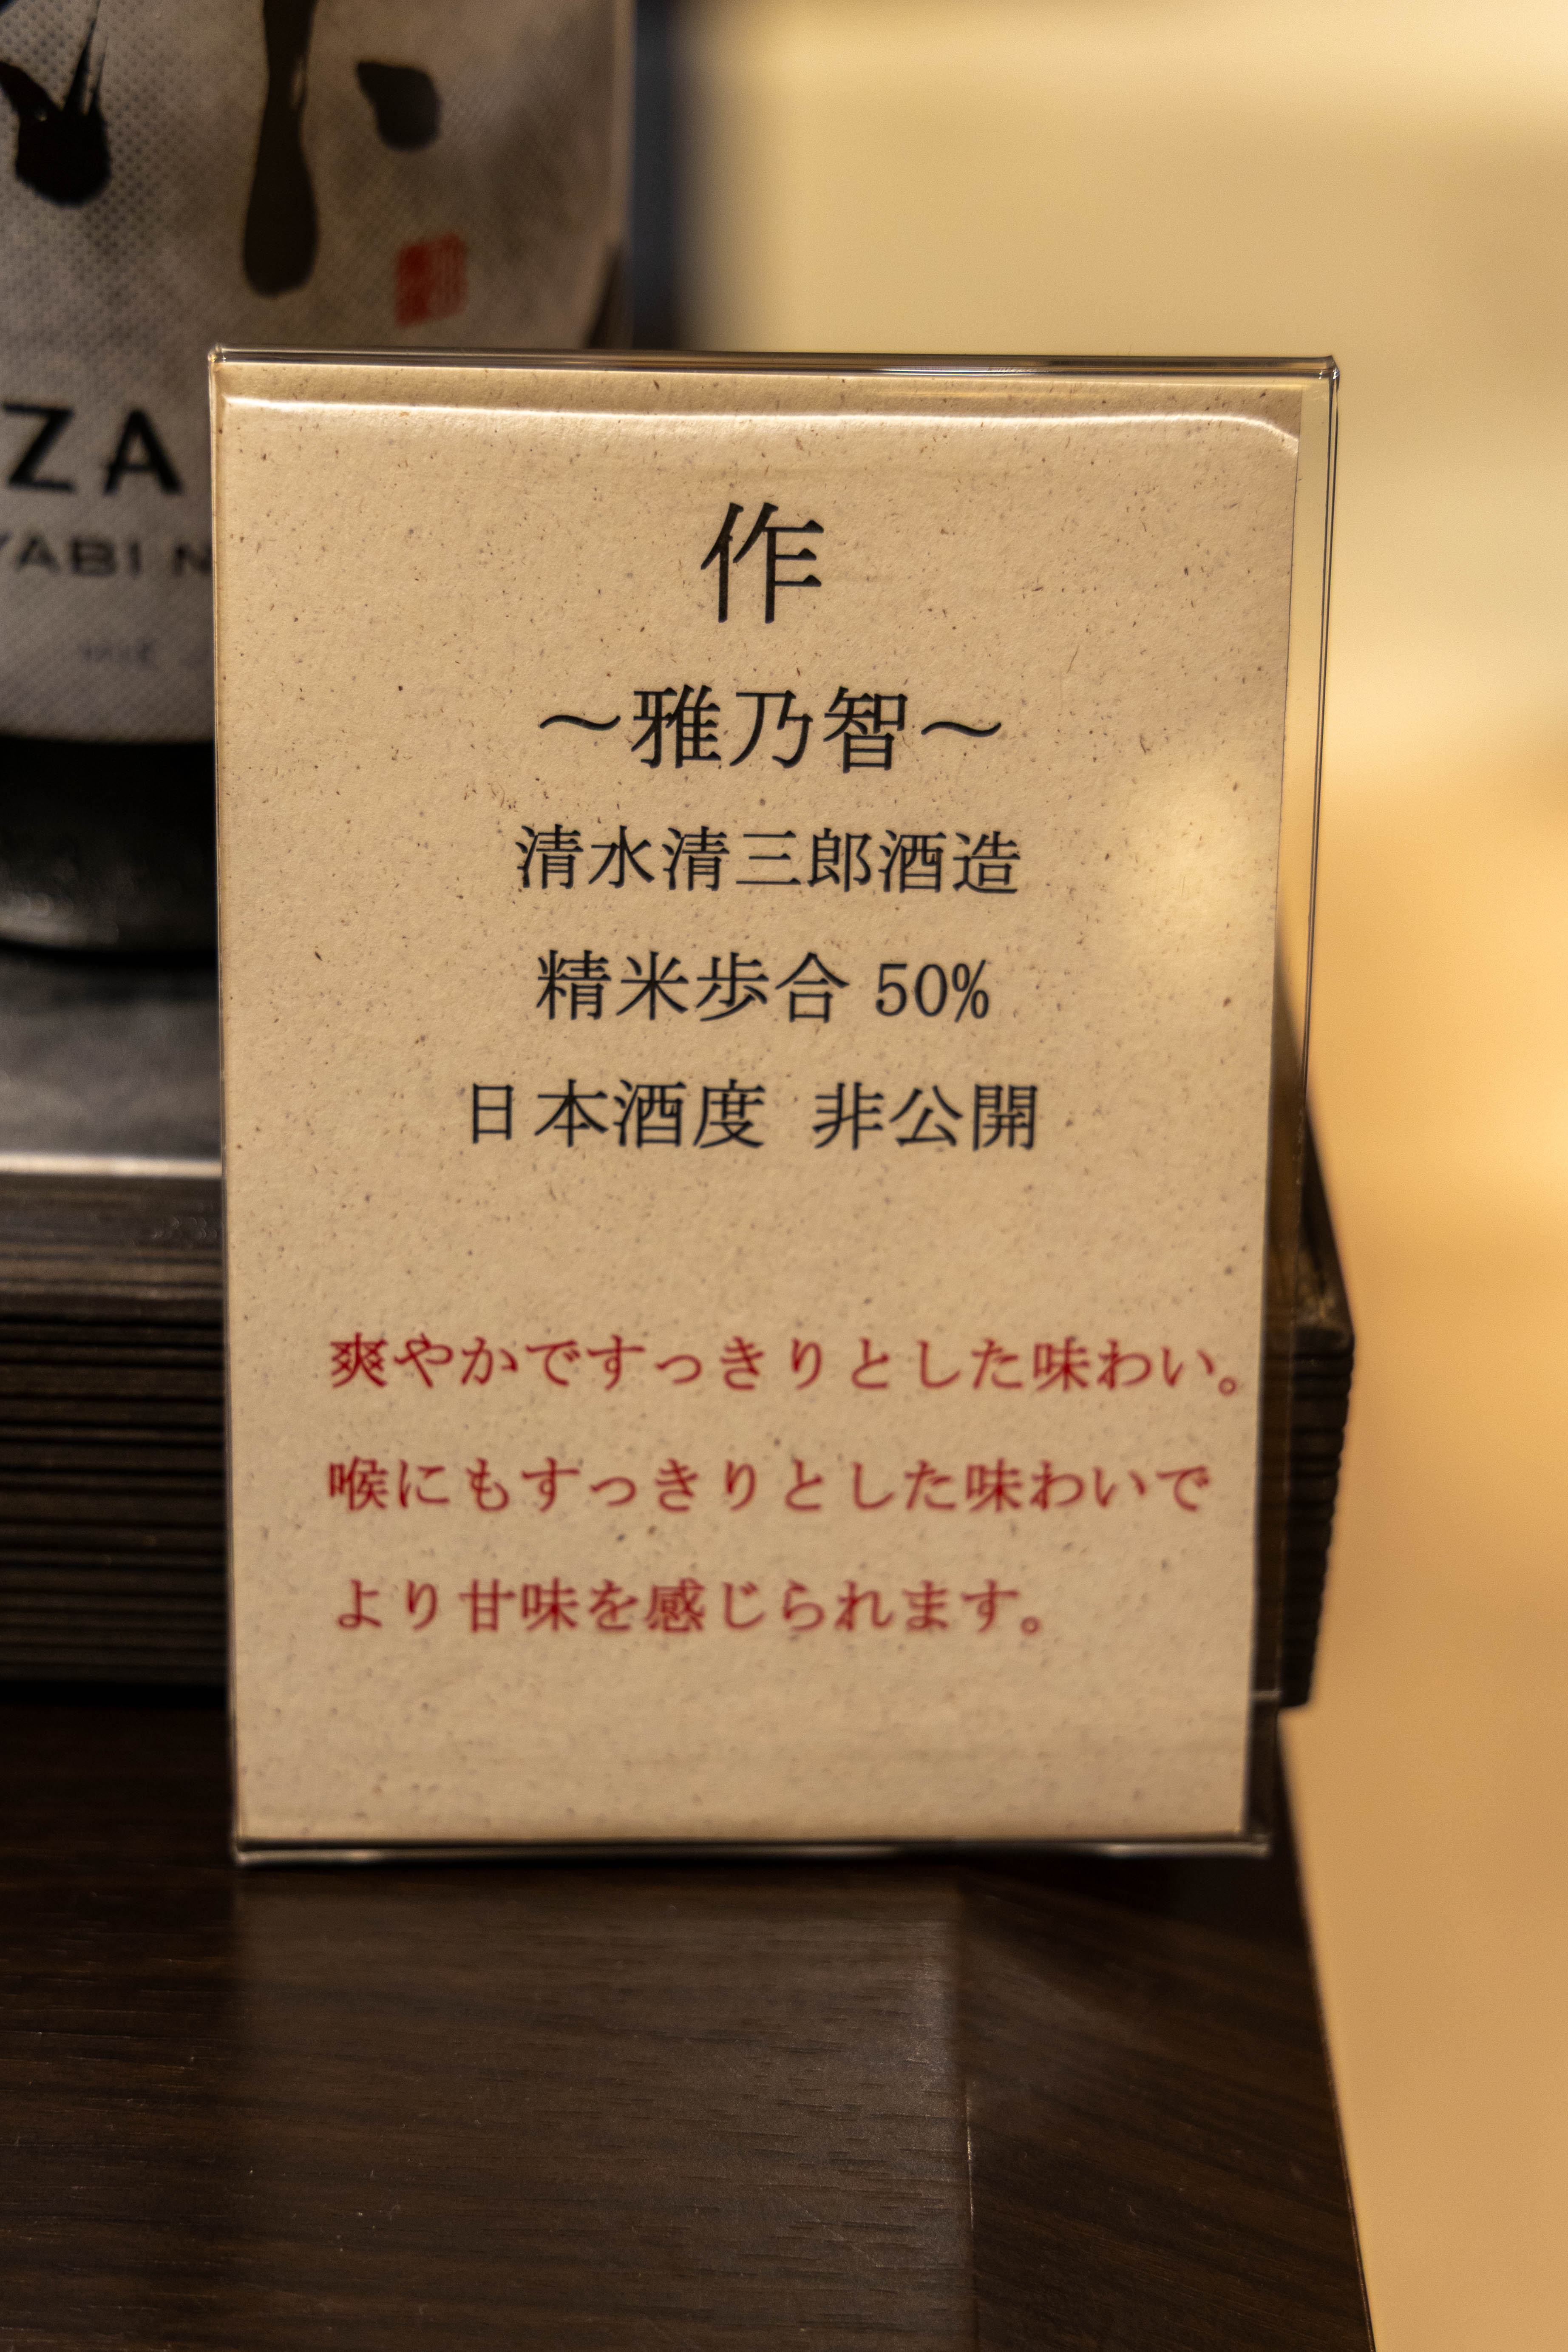 ZA
YABI N
作
～雅乃智～
清水清三郎酒造
精米歩合 50%
日本酒度 非公開
爽やかですっきりとした味わい。
喉にもすっきりとした味わいで
より甘味を感じられます。